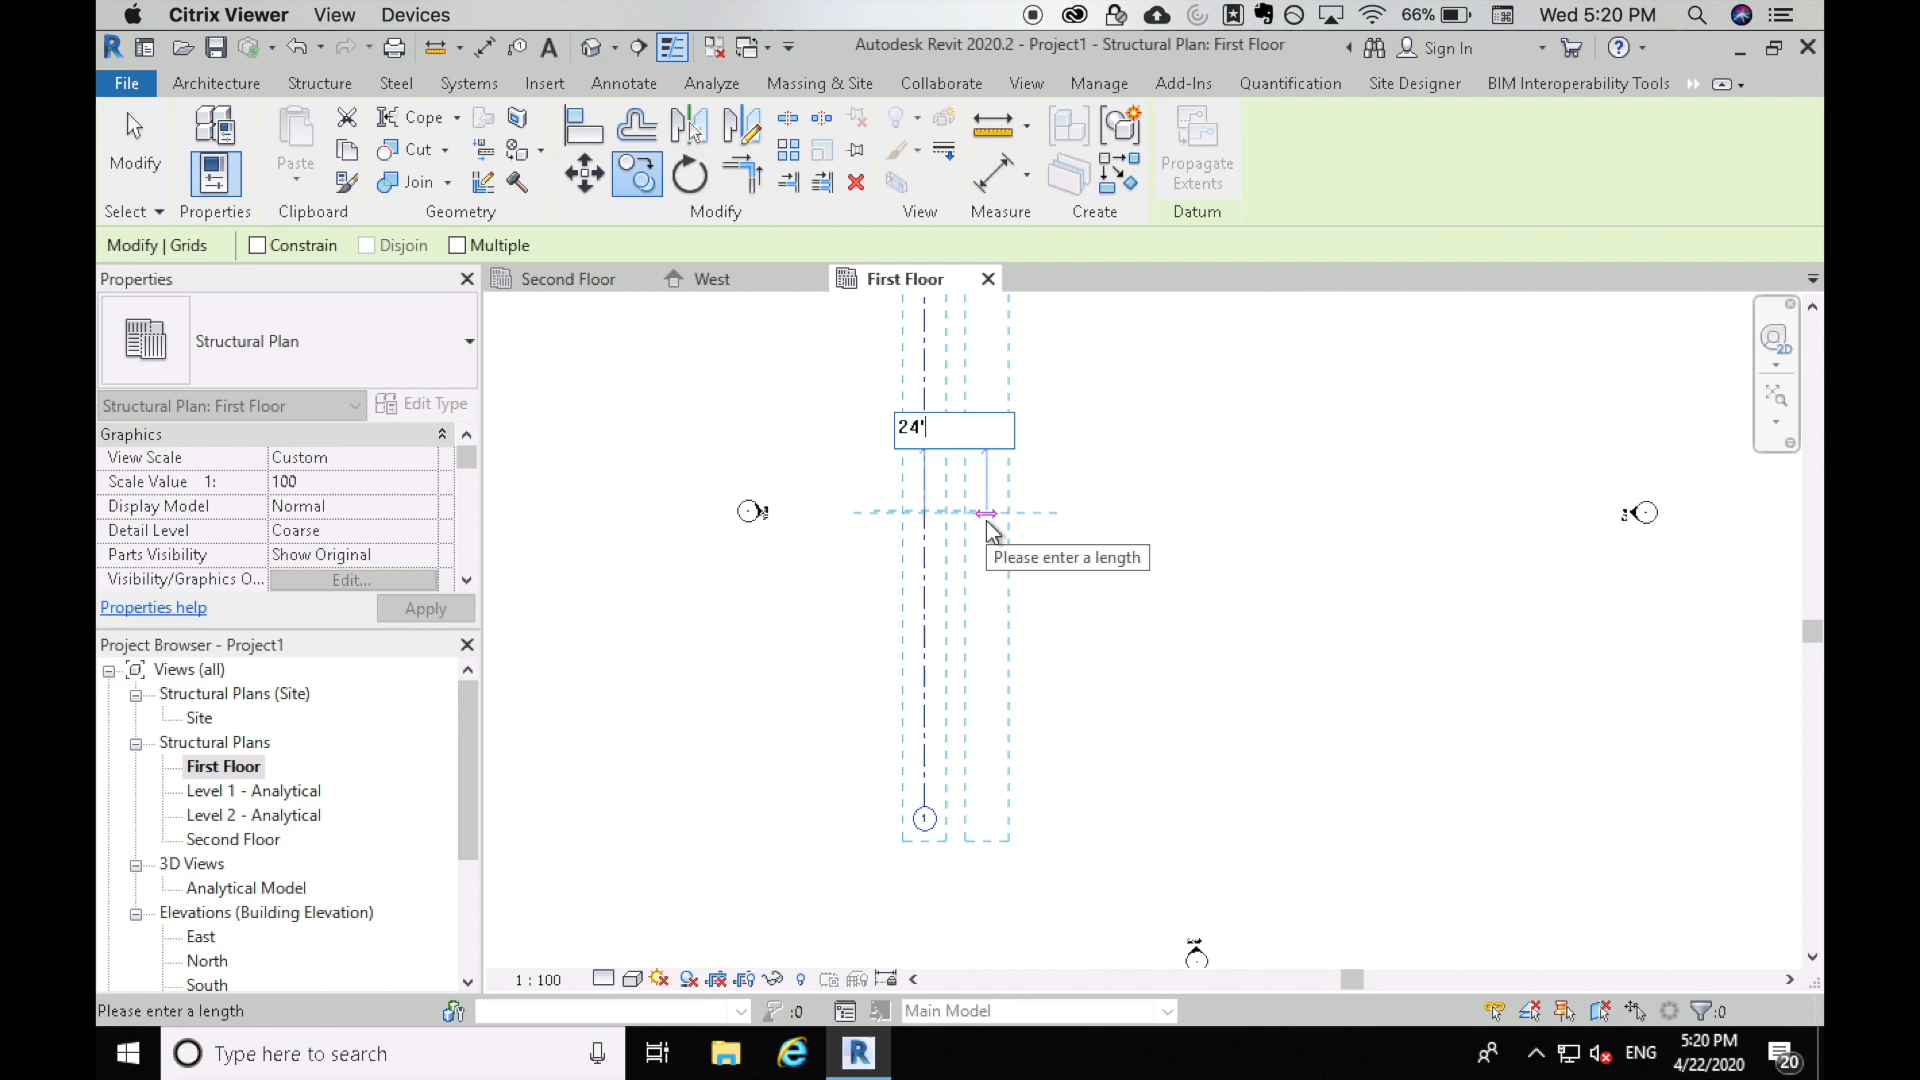 Citrix Viewer View Devices 66% Wed 5:20 PM
Autodesk Revit 2020.2 - Project1 - Structural Plan: First Floor Sign In
File Architecture Structure Steel Systems Insert Annotate Analyze Massing & Site Collaborate View Manage Add-Ins Quantification Site Designer BIM Interoperability Tools
Modify Paste Cope Cut Join Propagate Extents
Select Properties Clipboard Geometry Modify View Measure Create Datum
Modify | Grids Constrain Disjoin Multiple
Properties Second Floor West First Floor
Structural Plan
Structural Plan: First Floor Edit Type
Graphics
View Scale Custom
Scale Value 1: 100
Display Model Normal
Detail Level Coarse
Parts Visibility Show Original
Visibility/Graphics O... Edit...
Properties help Apply
24'
Please enter a length
2D
1
Project Browser - Project1
Views (all)
Structural Plans (Site)
Site
Structural Plans
First Floor
Level 1 - Analytical
Level 2 - Analytical
Second Floor
3D Views
Analytical Model
Elevations (Building Elevation)
East
North
South
1 : 100
Please enter a length :0 Main Model :0
Type here to search ENG 5:20 PM
4/22/2020 20